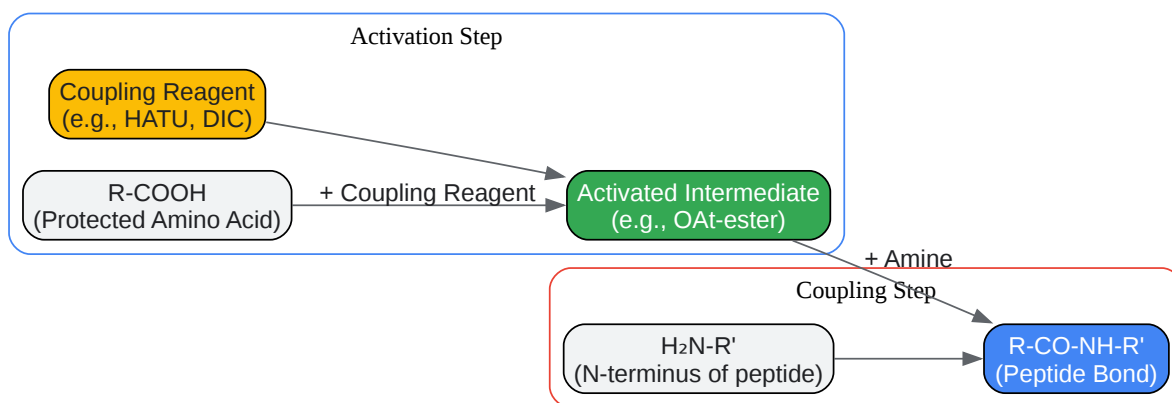 Activation Step
Coupling Reagent
(e.g., HATU, DIC)
R-COOH
(Protected Amino Acid)
+ Coupling Reagent
Activated Intermediate
(e.g., OAt-ester)
+ Amine
Coupling Step
H₂N-R'
(N-terminus of peptide)
R-CO-NH-R'
(Peptide Bond)